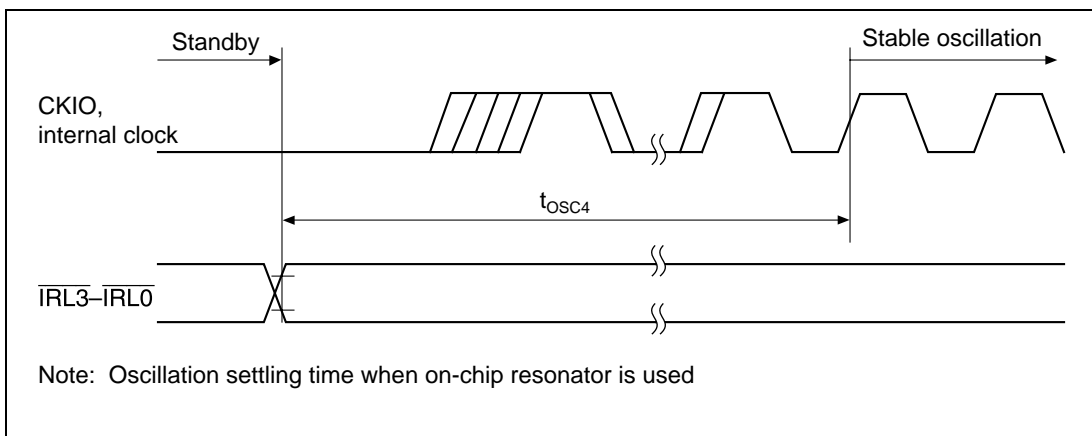 Standby
Stable oscillation
CKIO,
internal clock
tOSC4
IRL3–IRL0
Note: Oscillation settling time when on-chip resonator is used